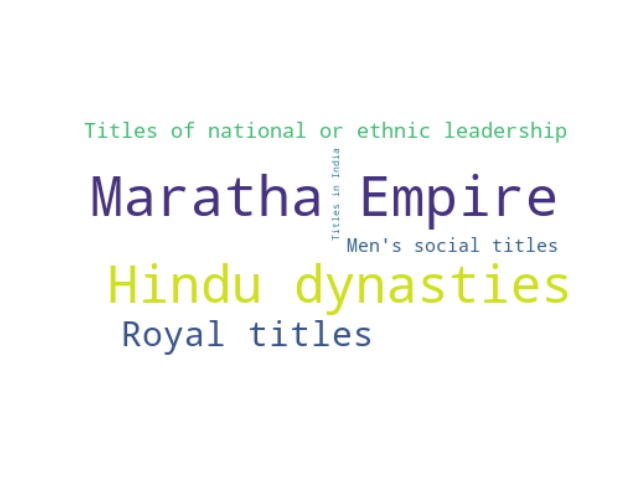 Titles of national or ethnic leadership
Maratha Empire
Titles in India
Men's social titles
Hindu dynasties
Royal titles